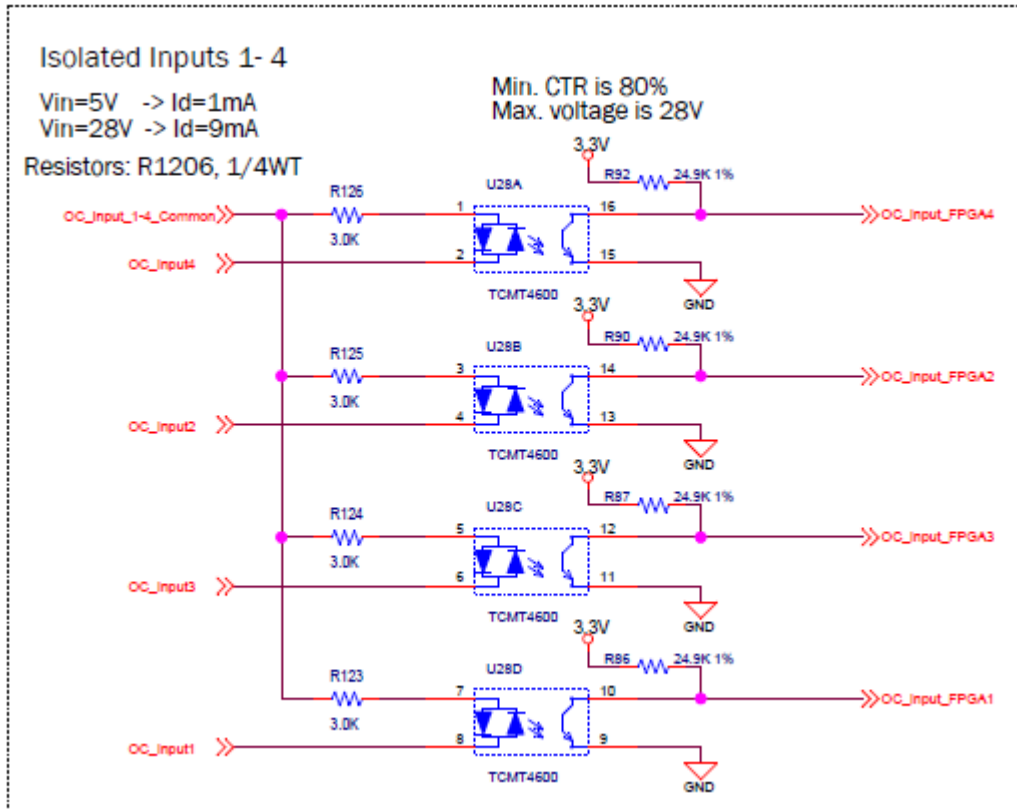 Isolated Inputs 1- 4
Vin=5V -> Id=1mA
Vin=28V -> Id=9mA
Resistors: R1206, 1/4WT
Min. CTR is 80%
Max. voltage is 28V
3.3V
R92 24.9K 1%
U28A
R126
OC_Input_1-4_Common 1 16 OC_Input_FPGA4
3.0K
OC_Input4 2 15
TCMT4600
GND
3.3V
R90 24.9K 1%
U28B
R125
3 14 OC_Input_FPGA2
3.0K
OC_Input2 4 13
TCMT4600
GND
3.3V
R87 24.9K 1%
U28C
R124
5 12 OC_Input_FPGA3
3.0K
OC_Input3 6 11
TCMT4600
GND
3.3V
R86 24.9K 1%
U28D
R123
7 10 OC_Input_FPGA1
3.0K
OC_Input1 8 9
TCMT4600
GND